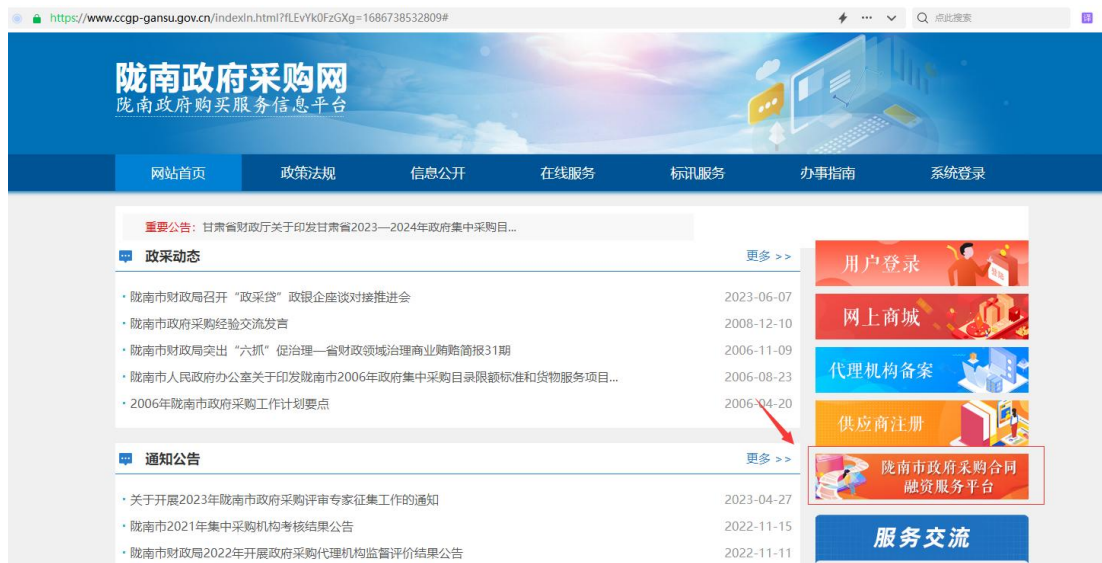 https://www.ccgp-gansu.gov.cn/indexln.html?fLEvYk0FzGXg=1686738532809#
点此搜索
译
陇南政府采购网
陇南政府购买服务信息平台
网站首页 政策法规 信息公开 在线服务 标讯服务 办事指南 系统登录
重要公告：甘肃省财政厅关于印发甘肃省2023—2024年政府集中采购目...
政采动态 更多 >>
· 陇南市财政局召开“政采贷”政银企座谈对接推进会 2023-06-07
· 陇南市政府采购经验交流发言 2008-12-10
· 陇南市财政局突出“六抓”促治理—省财政领域治理商业贿赂简报31期 2006-11-09
· 陇南市人民政府办公室关于印发陇南市2006年政府集中采购目录限额标准和货物服务项目... 2006-08-23
· 2006年陇南市政府采购工作计划要点 2006-04-20
通知公告 更多 >>
· 关于开展2023年陇南市政府采购评审专家征集工作的通知 2023-04-27
· 陇南市2021年集中采购机构考核结果公告 2022-11-15
· 陇南市财政局2022年开展政府采购代理机构监督评价结果公告 2022-11-11
用户登录
网上商城
代理机构备案
供应商注册
陇南市政府采购合同
融资服务平台
服务交流